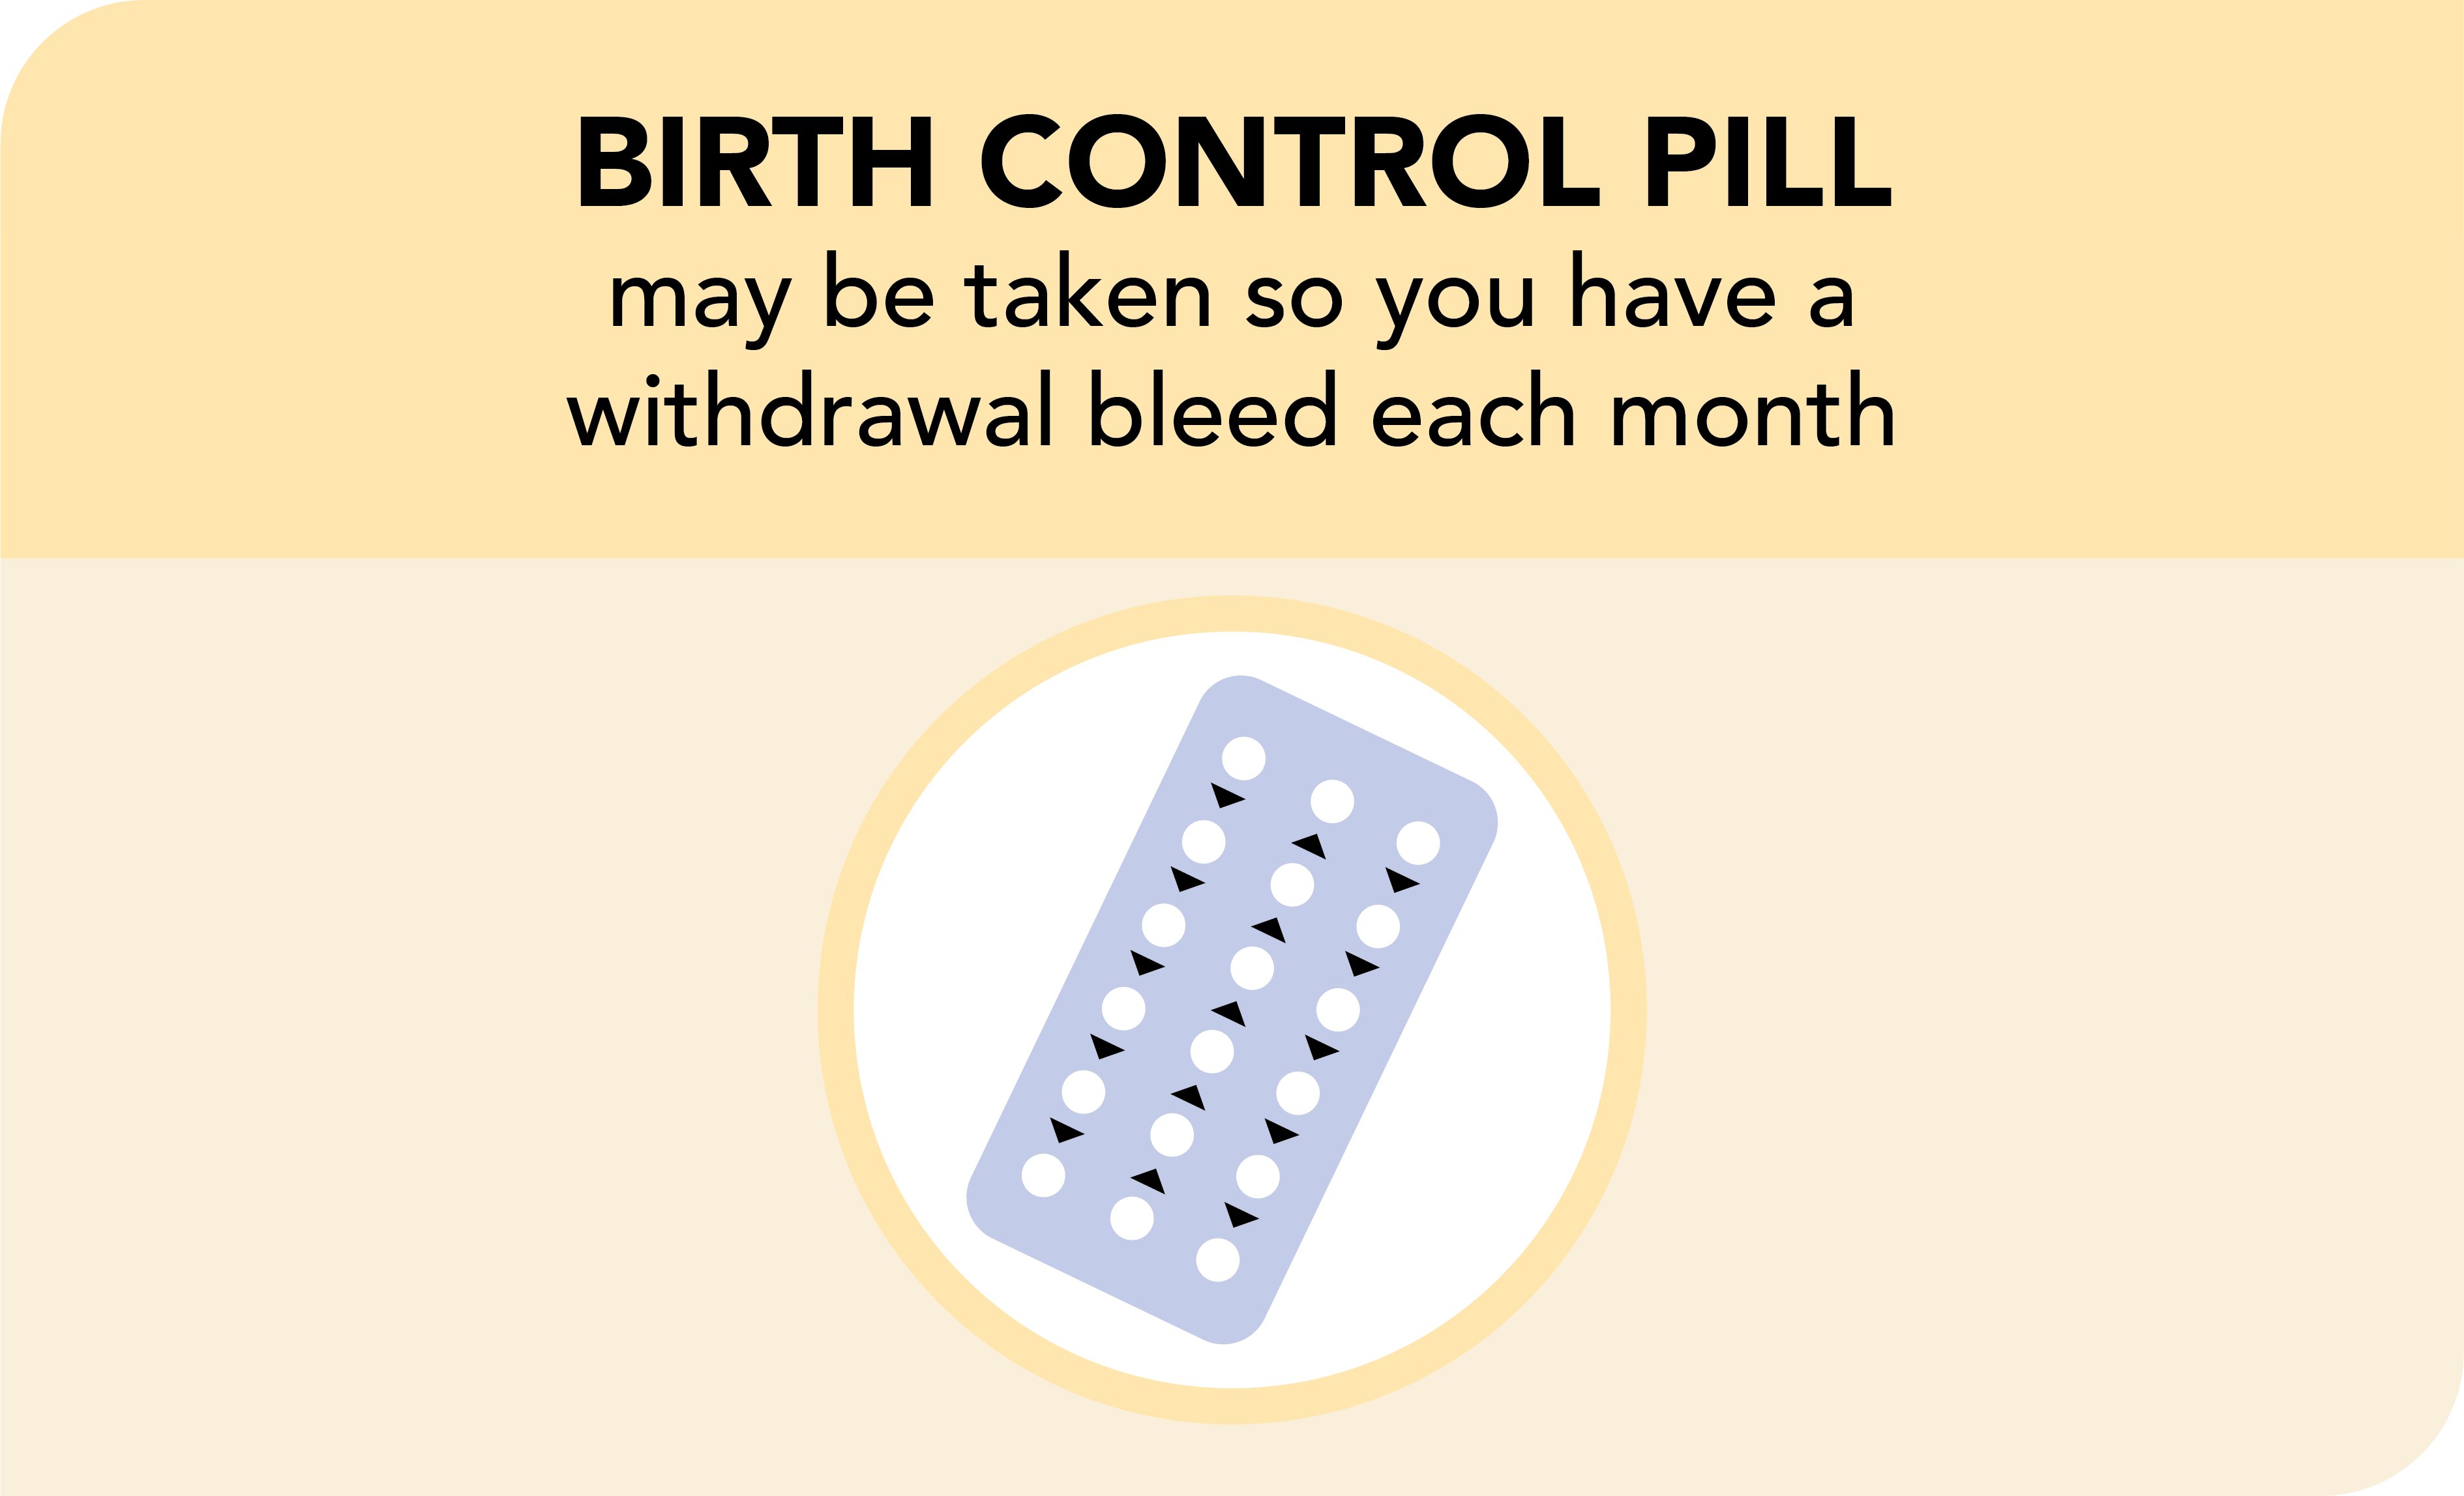 BIRTH CONTROL PILL
may be taken so you have a
withdrawal bleed each month